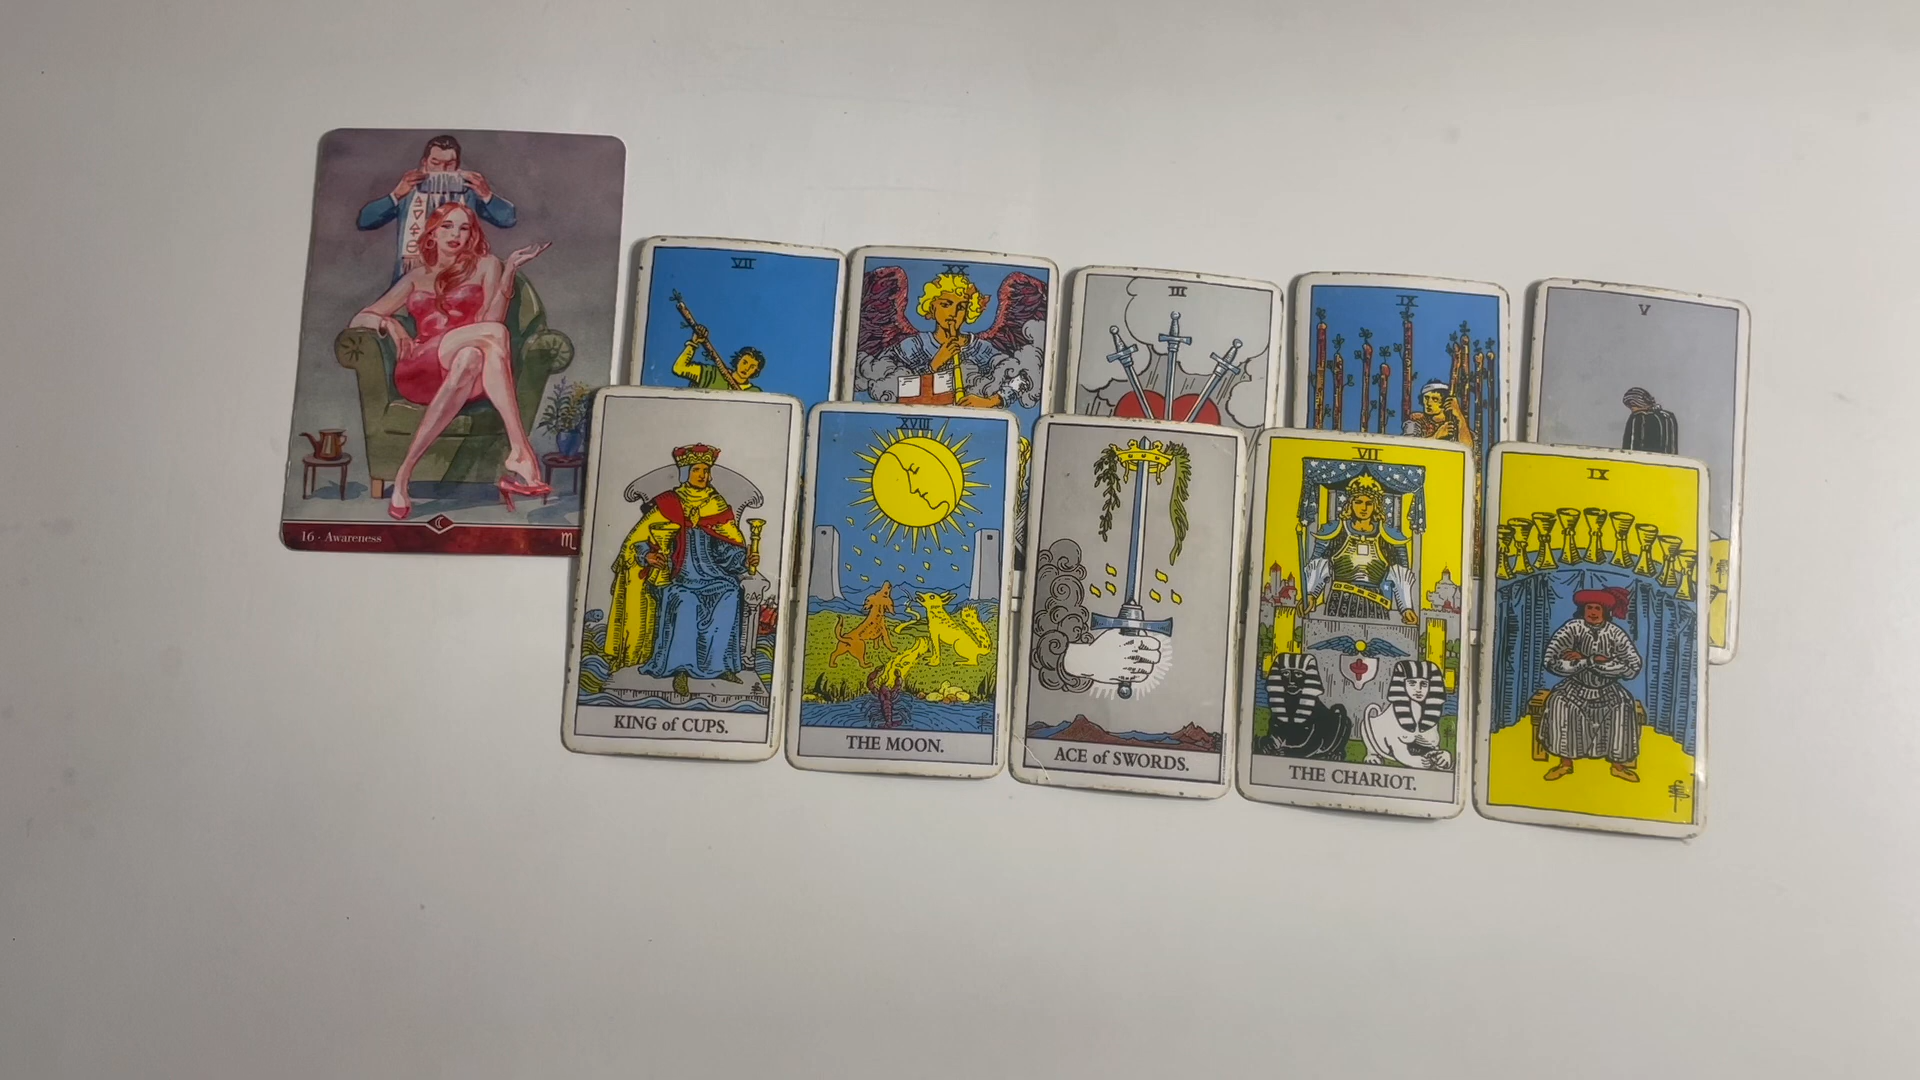 VII
XX
III
IX
V
16 · Awareness
KING of CUPS.
XVIII
THE MOON.
ACE of SWORDS.
VII
THE CHARIOT.
IX